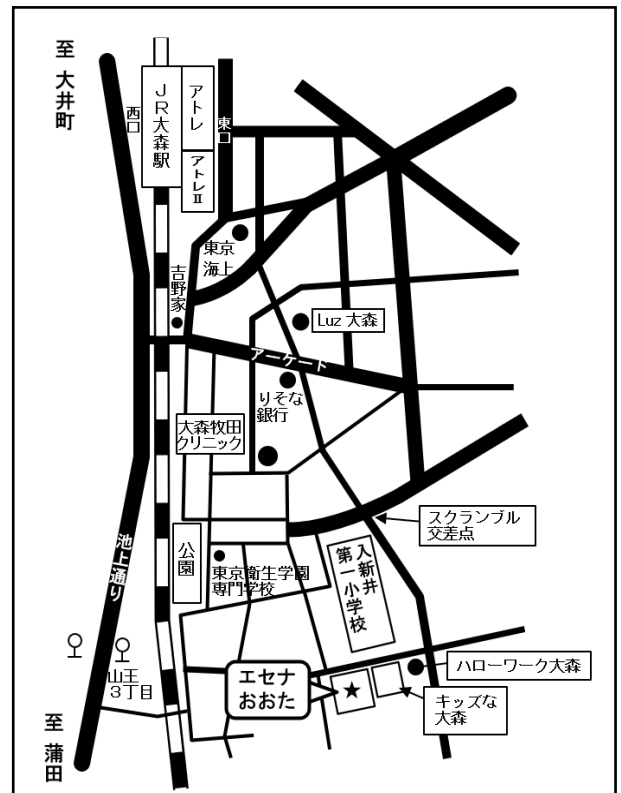 至 大井町
西口
JR大森駅
アトレ
アトレⅡ
東口
東京
海上
吉野家
Luz 大森
アーケード
りそな
銀行
大森牧田
クリニック
スクランブル
交差点
池上通り
公園
東京衛生学園
専門学校
入新井
第一小学校
山王
3丁目
エセナ
おおた
★
ハローワーク大森
キッズな
大森
至 蒲田